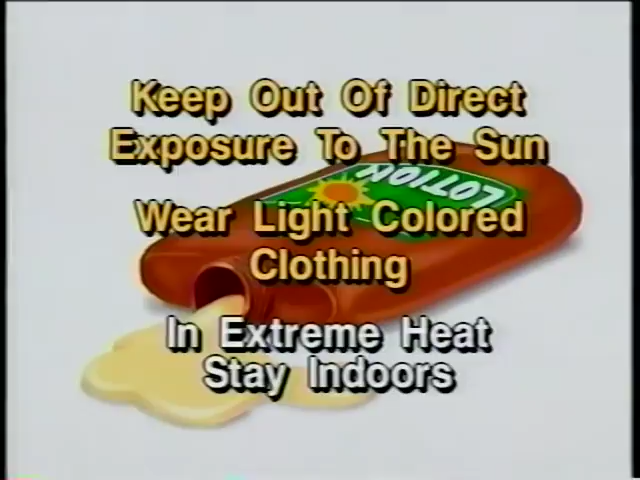 Keep Out Of Direct
Exposure To The Sun
LOTION
Wear Light Colored
Clothing
In Extreme Heat
Stay Indoors